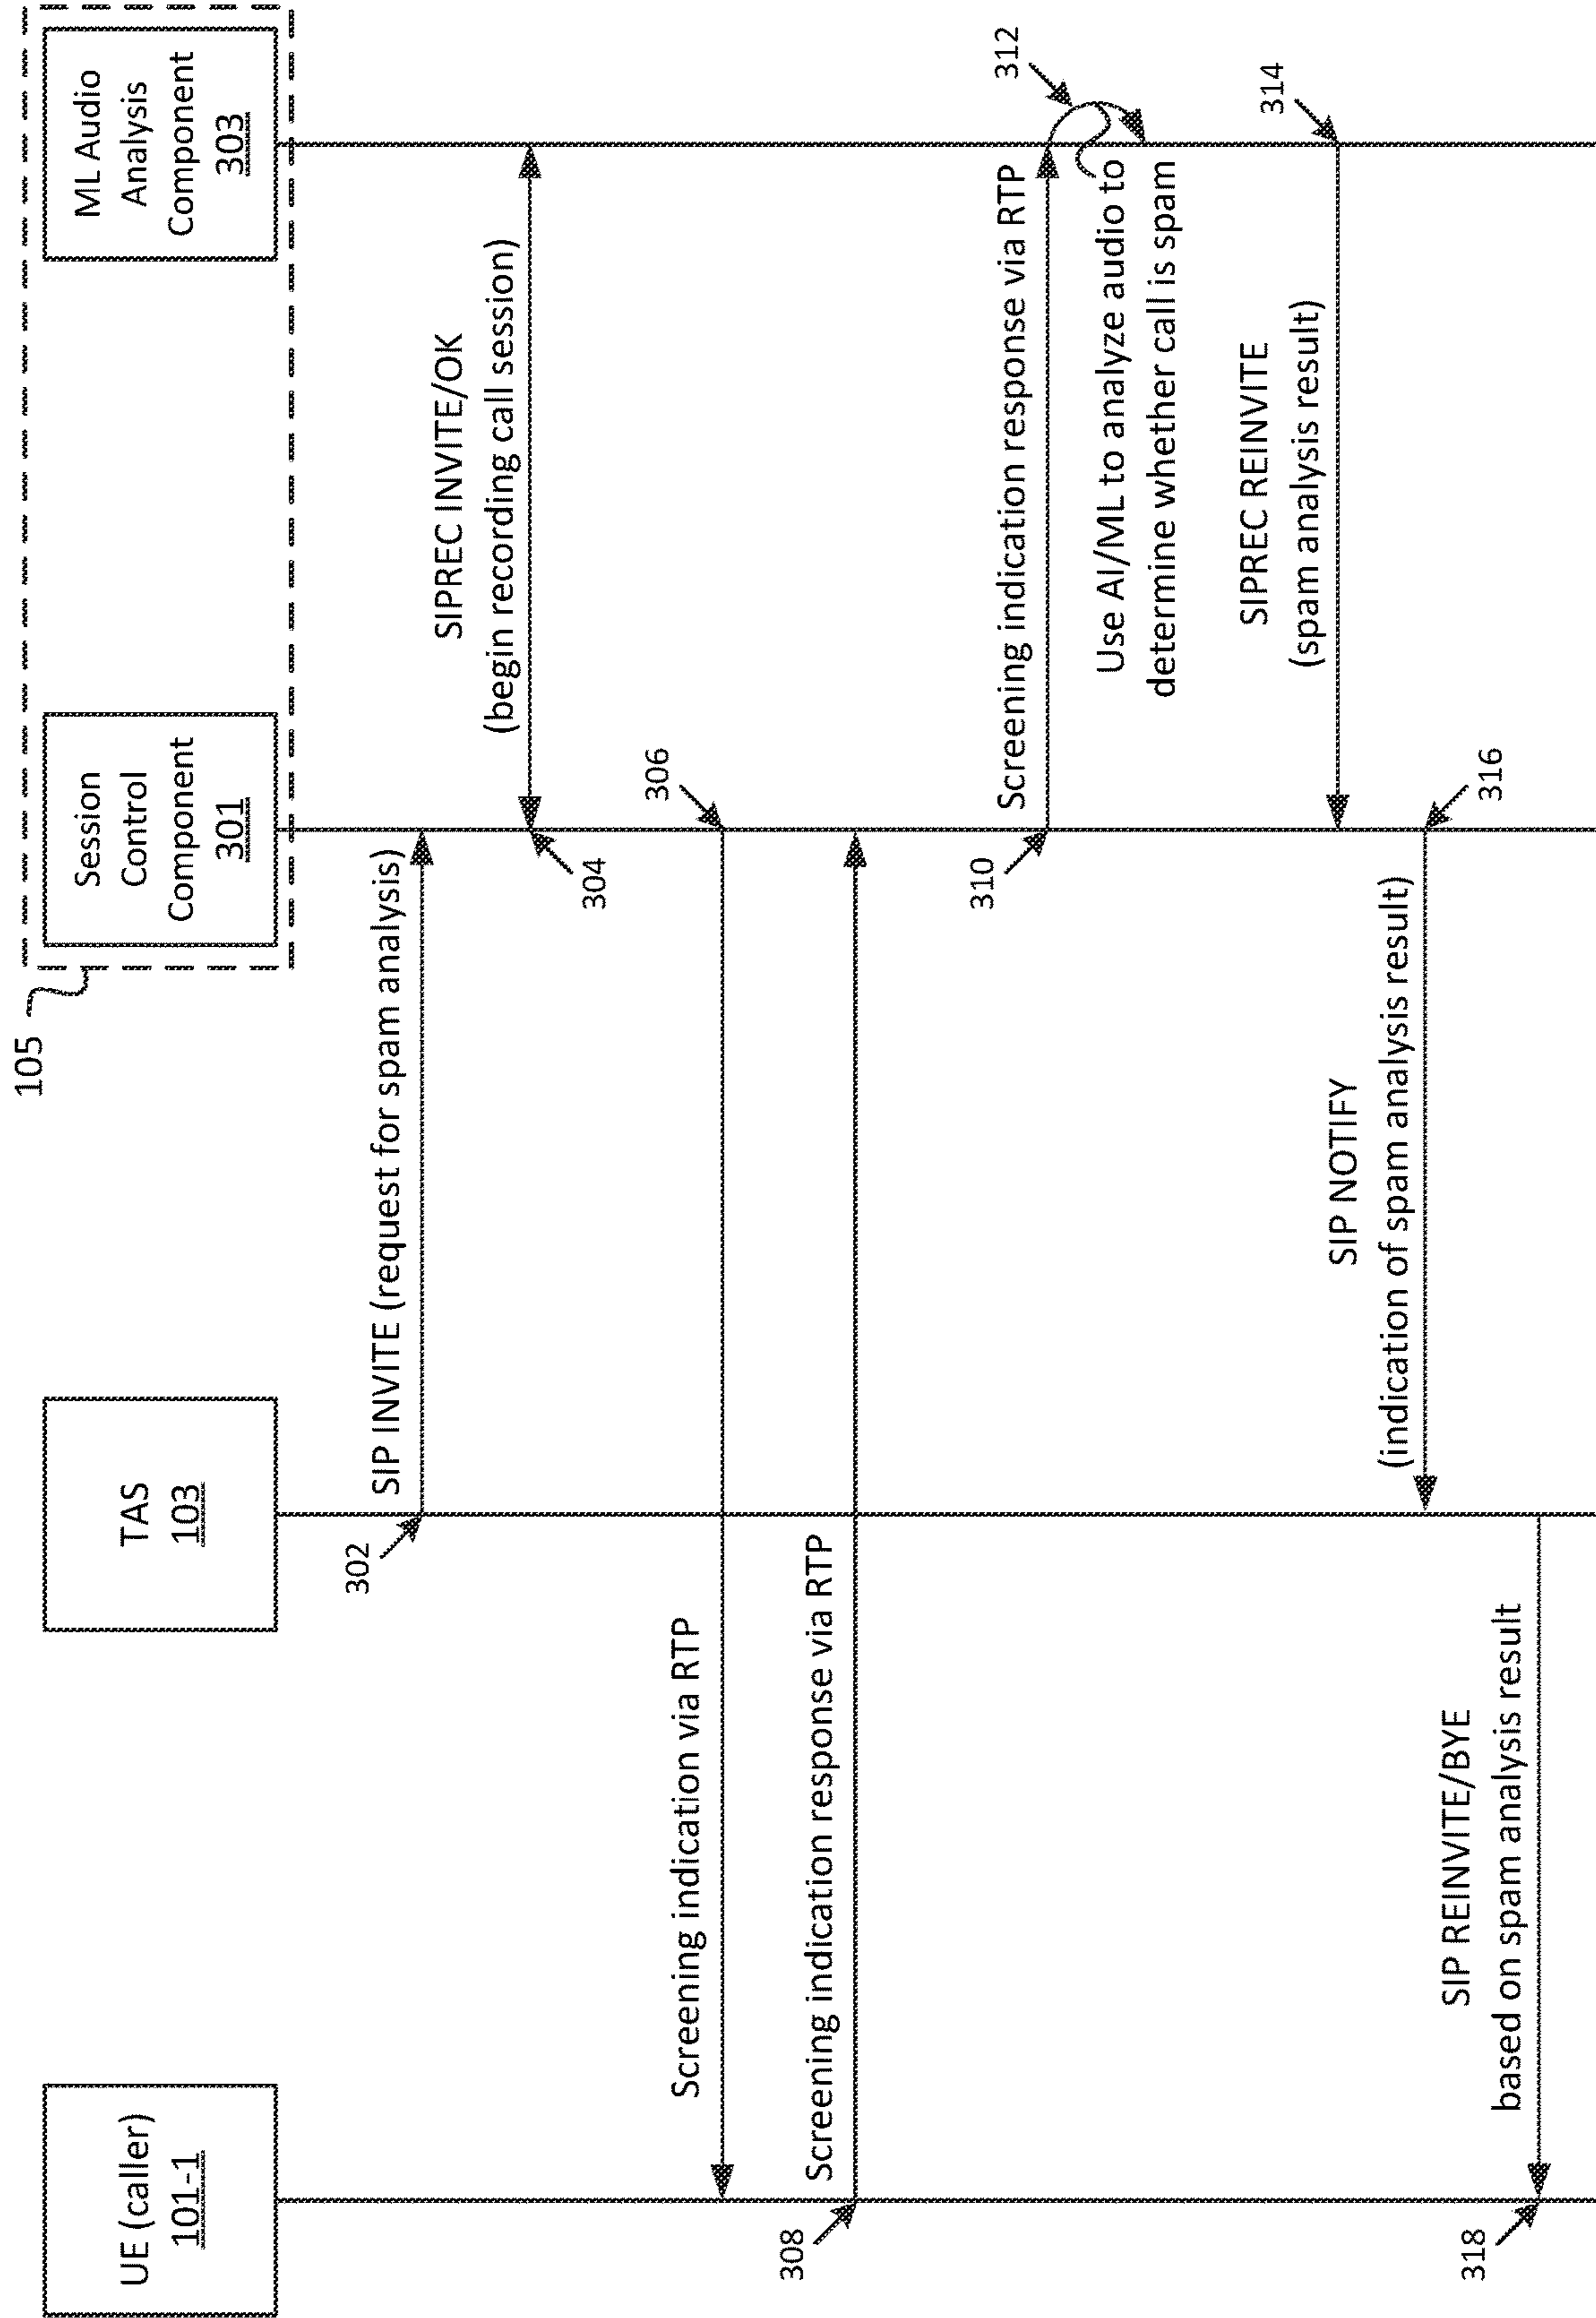 UE (caller)
101-1
TAS
103
105
Session
Control
Component
301
ML Audio
Analysis
Component
303
302
SIP INVITE (request for spam analysis)
SIPREC INVITE/OK
(begin recording call session)
304
306
Screening indication via RTP
308
Screening indication response via RTP
310
Screening indication response via RTP
312
Use AI/ML to analyze audio to
determine whether call is spam
314
SIPREC REINVITE
(spam analysis result)
316
SIP NOTIFY
(indication of spam analysis result)
318
SIP REINVITE/BYE
based on spam analysis result